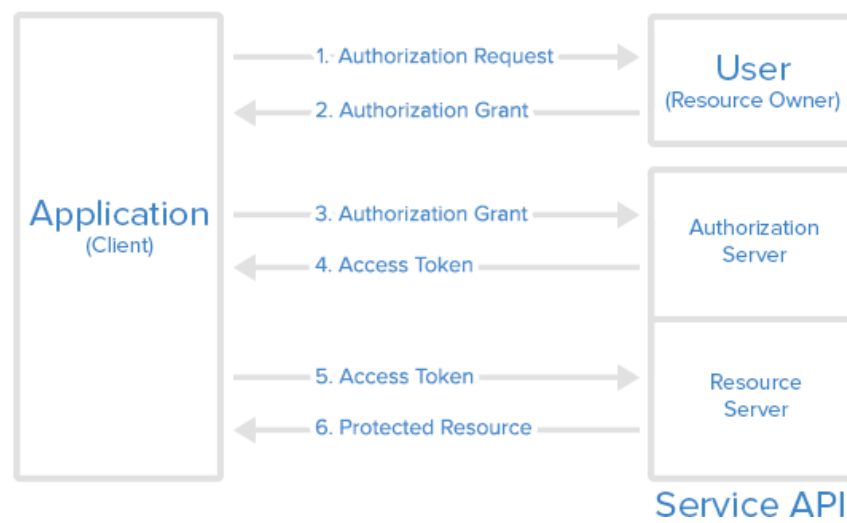 1. Authorization Request
User
(Resource Owner)
2. Authorization Grant
Application
(Client)
3. Authorization Grant
Authorization
Server
4. Access Token
5. Access Token
Resource
Server
6. Protected Resource
Service API